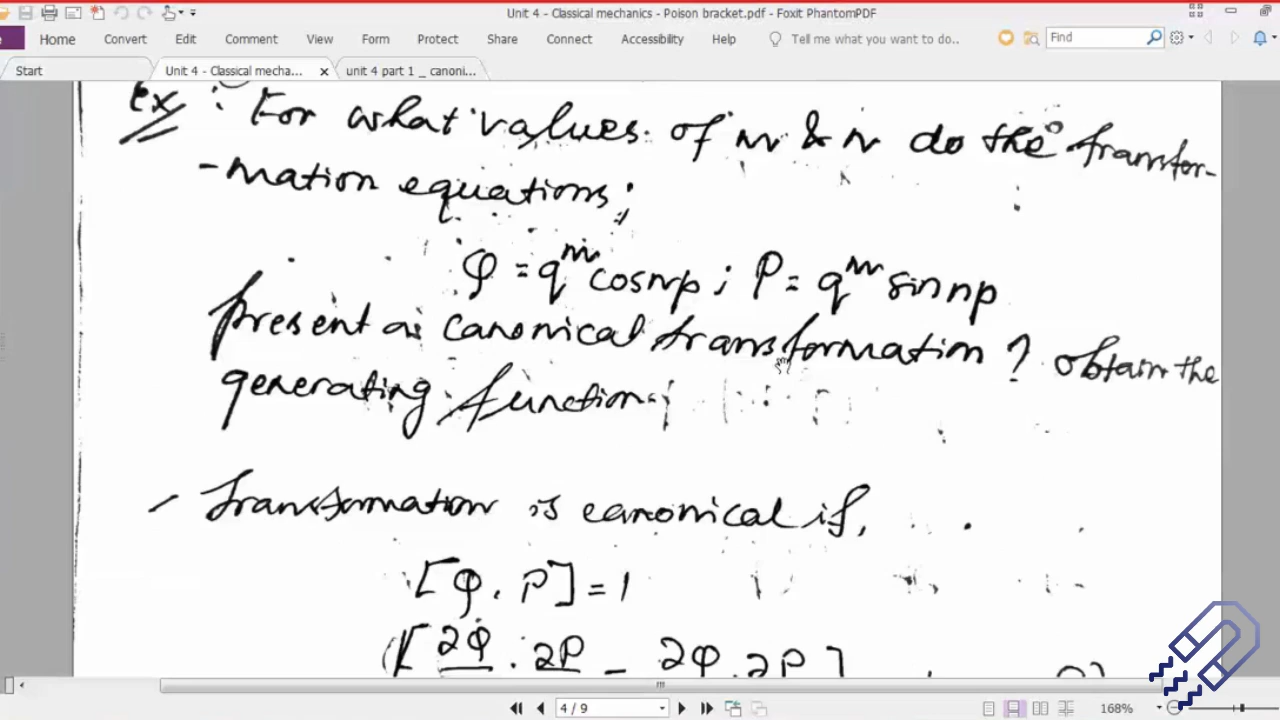 Unit 4 - Classical mechanics - Poison bracket.pdf - Foxit PhantomPDF
Home Convert Edit Comment View Form Protect Share Connect Accessibility Help Tell me what you want to do.. Find
Start Unit 4 - Classical mecha... x unit 4 part 1 _ canoni...
Ex : For what values of m & n do the transfor-
-mation equations;
Q = q^m cosnp ; P = q^m sin np
present a canonical transformation ? obtain the
generating function.
Transformation is canonical if,
[Q, P] = 1
[∂Q . ∂P - ∂Q . ∂P]
4 / 9 168%